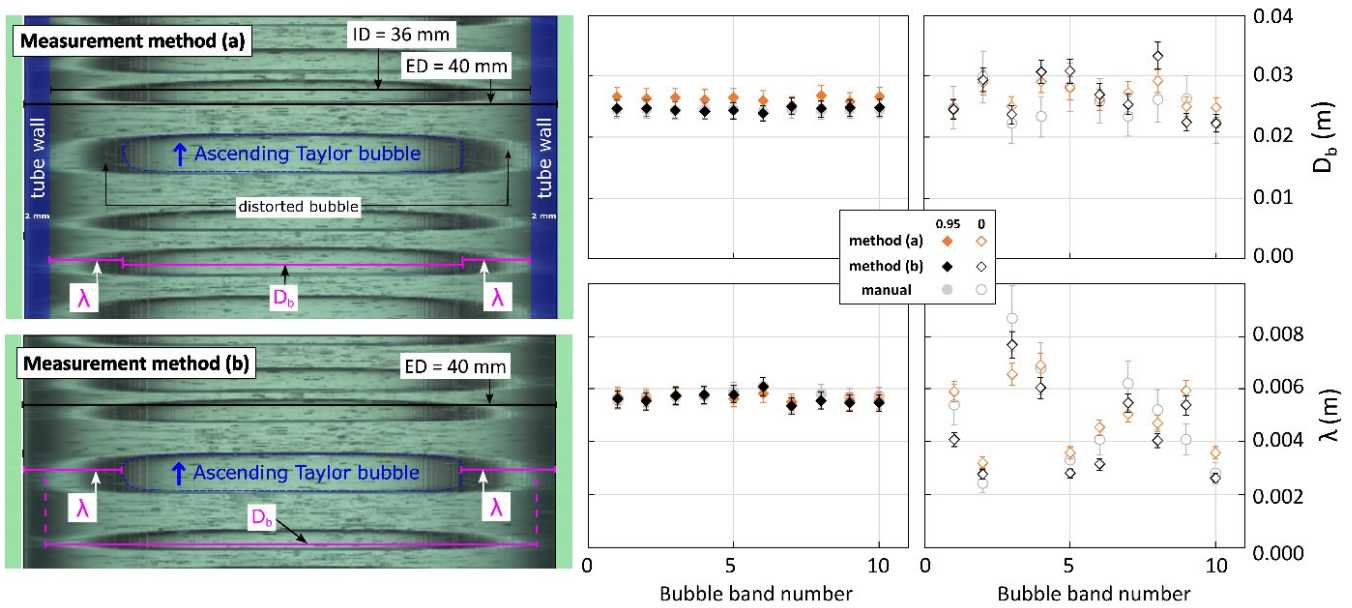 Measurement method (a)
ID = 36 mm
ED = 40 mm
tube wall
2 mm
Ascending Taylor bubble
distorted bubble
tube wall
2 mm
λ
D_b
λ
Measurement method (b)
ED = 40 mm
Ascending Taylor bubble
λ
D_b
λ
0.04
0.03
0.02
0.01
0.00
D_b (m)
0.95 0
method (a)
method (b)
manual
0.008
0.006
0.004
0.002
0.000
λ (m)
0 5 10
Bubble band number
0 5 10
Bubble band number